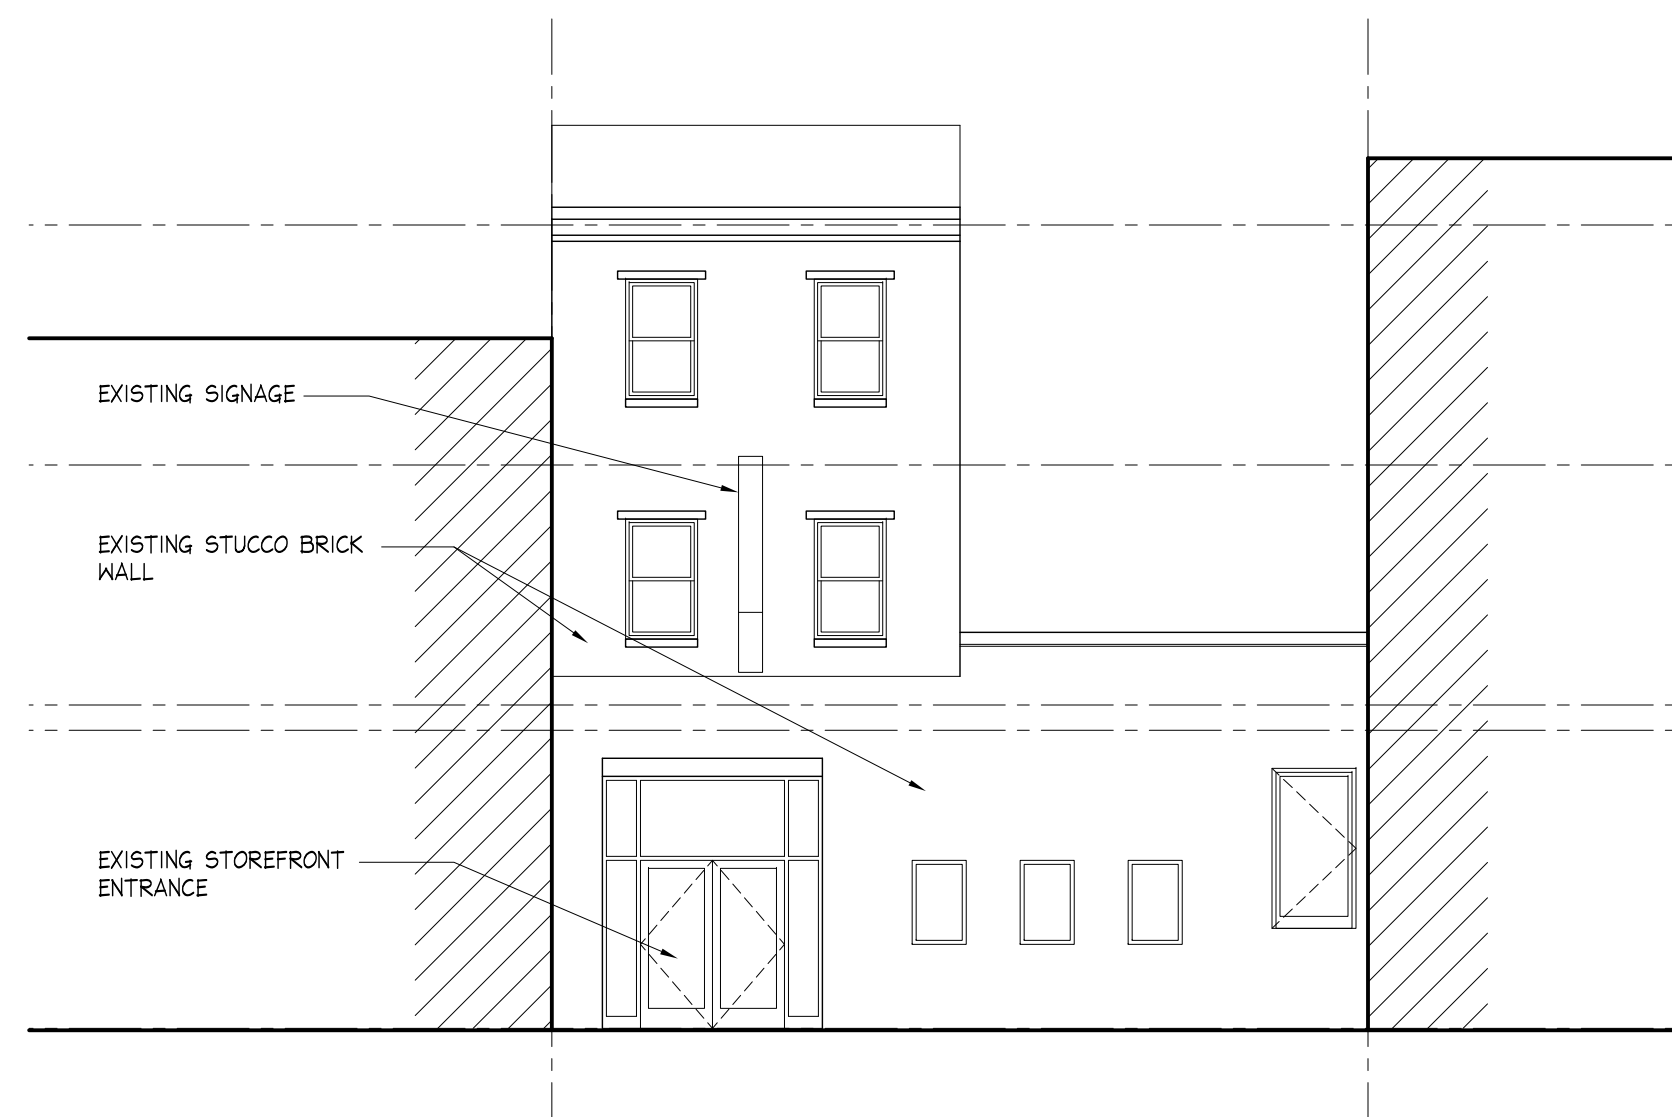 EXISTING SIGNAGE
EXISTING STUCCO BRICK
WALL
EXISTING STOREFRONT
ENTRANCE